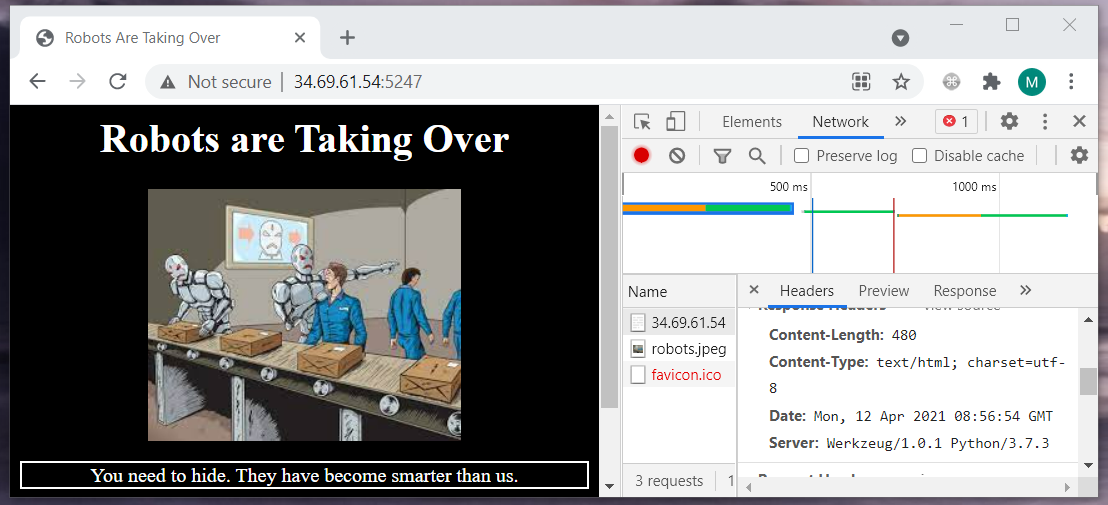 Robots Are Taking Over
Not secure | 34.69.61.54:5247
M
Robots are Taking Over
You need to hide. They have become smarter than us.
Elements Network » 1
Preserve log Disable cache
500 ms 1000 ms
Name
34.69.61.54
robots.jpeg
favicon.ico
3 requests 1
Headers Preview Response »
Content-Length: 480
Content-Type: text/html; charset=utf-
8
Date: Mon, 12 Apr 2021 08:56:54 GMT
Server: Werkzeug/1.0.1 Python/3.7.3